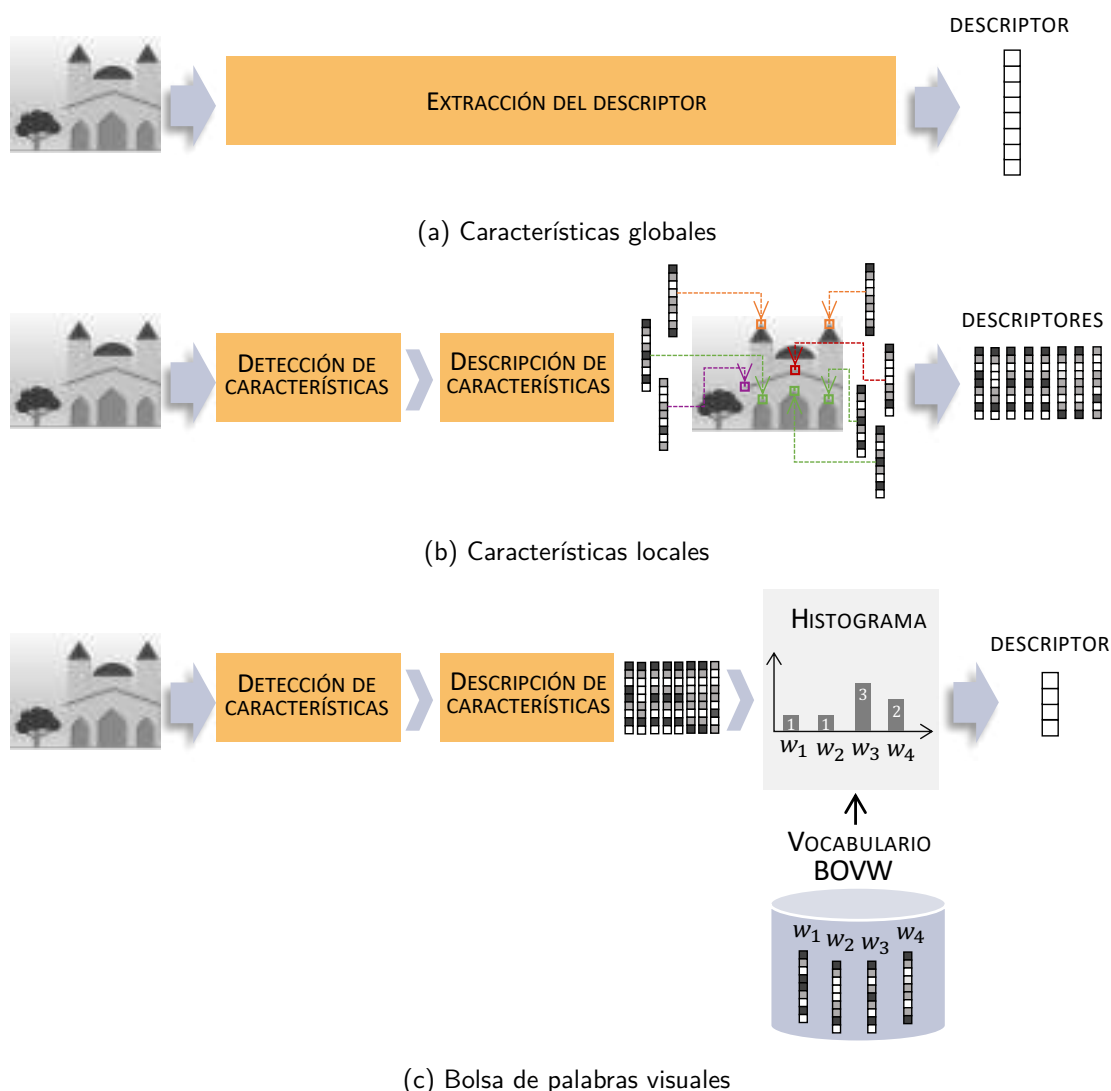 DESCRIPTOR
EXTRACCIÓN DEL DESCRIPTOR
(a) Características globales
DETECCIÓN DE
CARACTERÍSTICAS
DESCRIPCIÓN DE
CARACTERÍSTICAS
DESCRIPTORES
(b) Características locales
DETECCIÓN DE
CARACTERÍSTICAS
DESCRIPCIÓN DE
CARACTERÍSTICAS
HISTOGRAMA
1 1 3 2
w1 w2 w3 w4
DESCRIPTOR
VOCABULARIO
BOVW
w1 w2 w3 w4
(c) Bolsa de palabras visuales